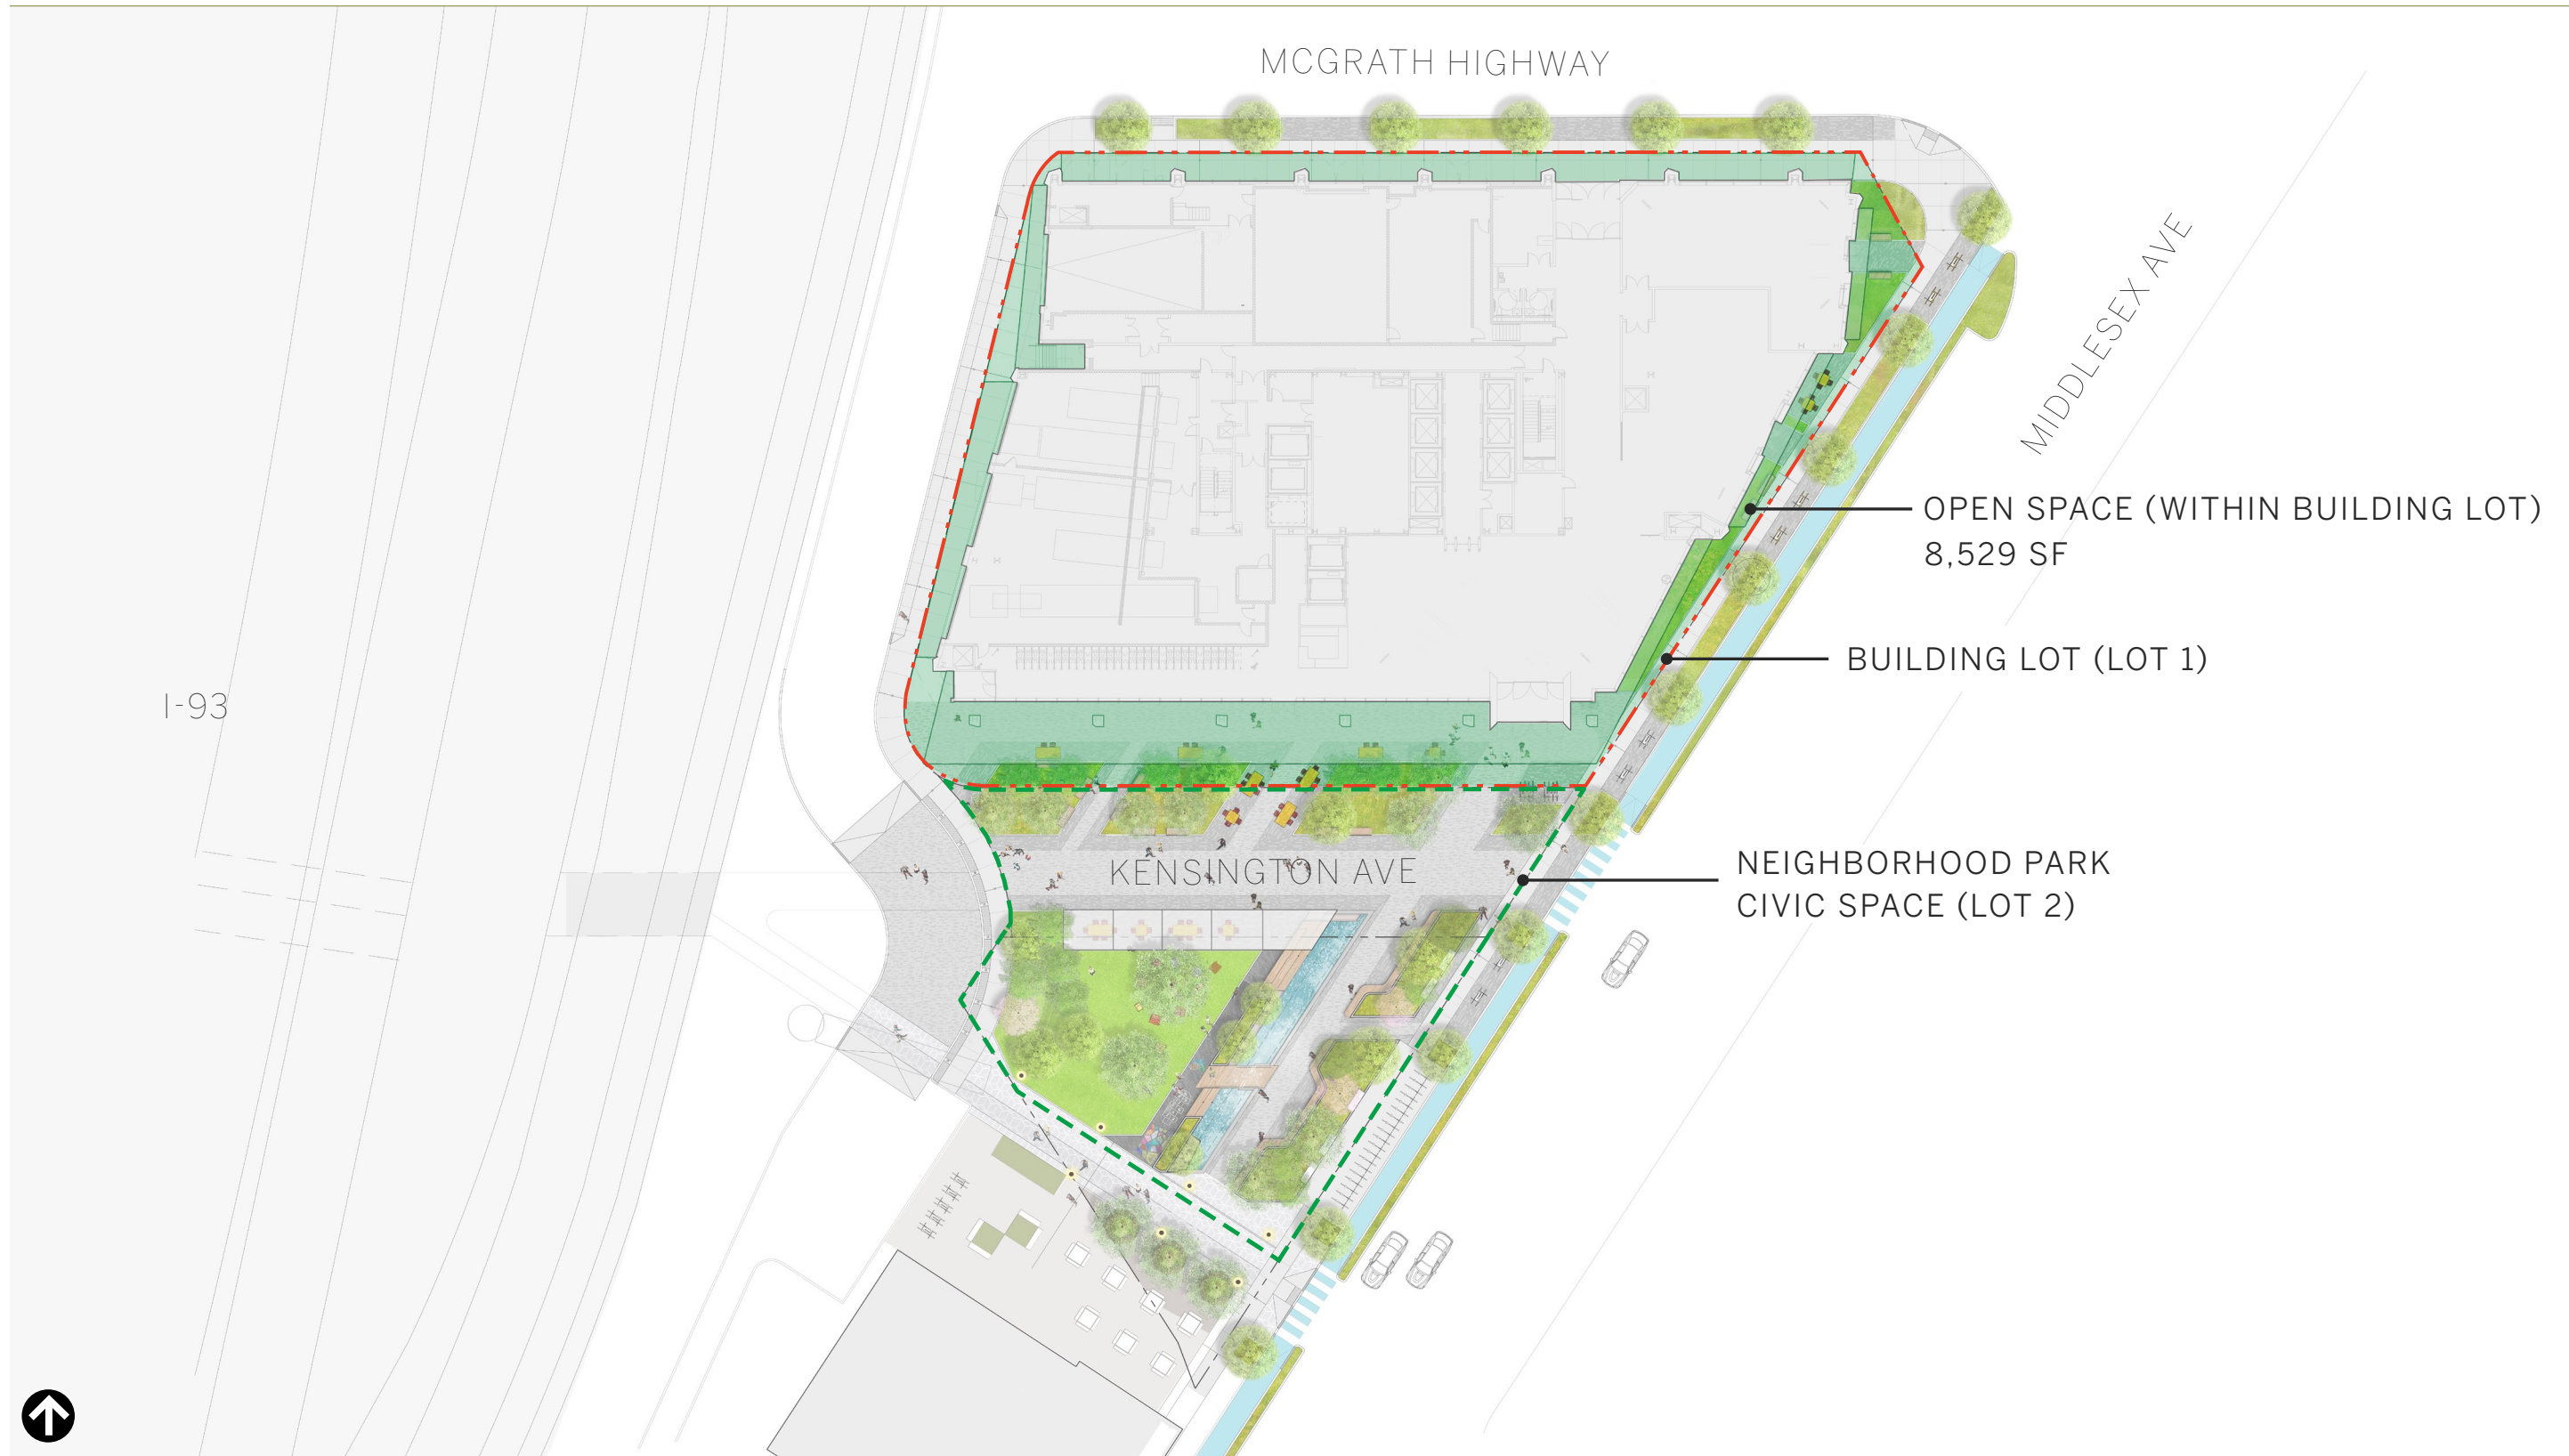 MCGRATH HIGHWAY
MIDDLESEX AVE
OPEN SPACE (WITHIN BUILDING LOT)
8,529 SF
BUILDING LOT (LOT 1)
I-93
KENSINGTON AVE
NEIGHBORHOOD PARK
CIVIC SPACE (LOT 2)